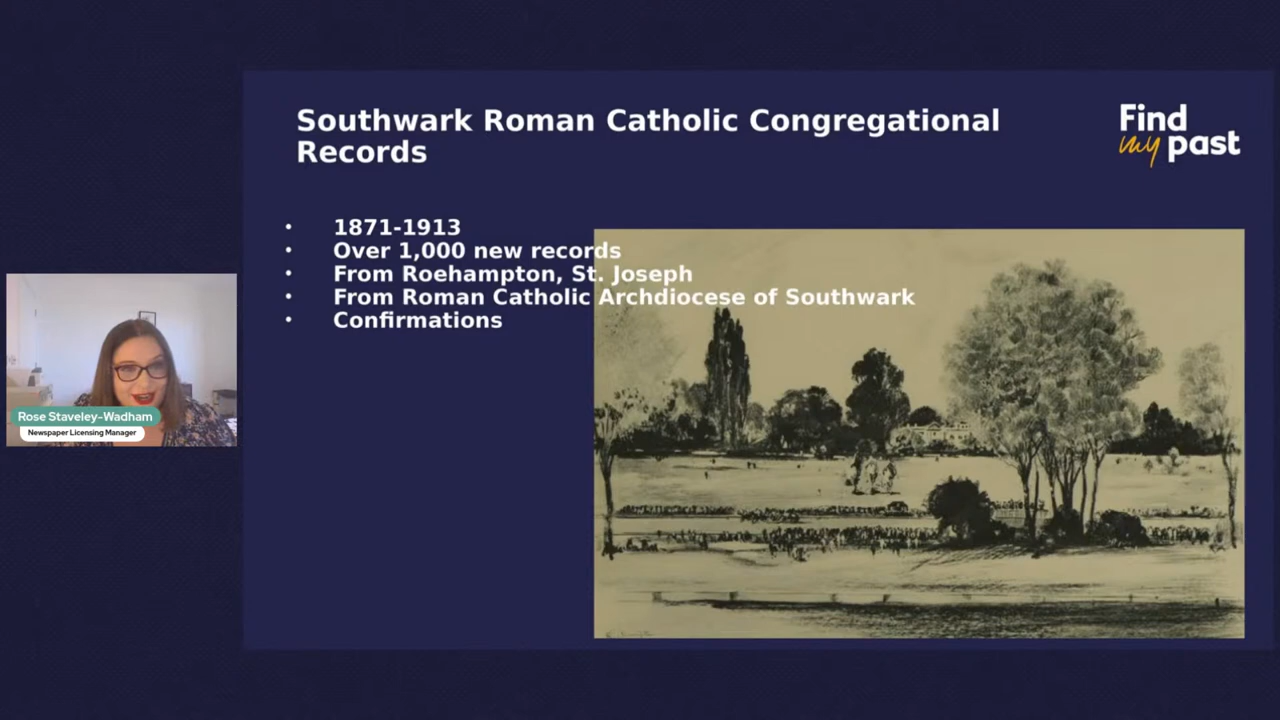 Southwark Roman Catholic Congregational
Records
Find
my past
• 1871-1913
• Over 1,000 new records
• From Roehampton, St. Joseph
• From Roman Catholic Archdiocese of Southwark
• Confirmations
Rose Staveley-Wadham
Newspaper Licensing Manager